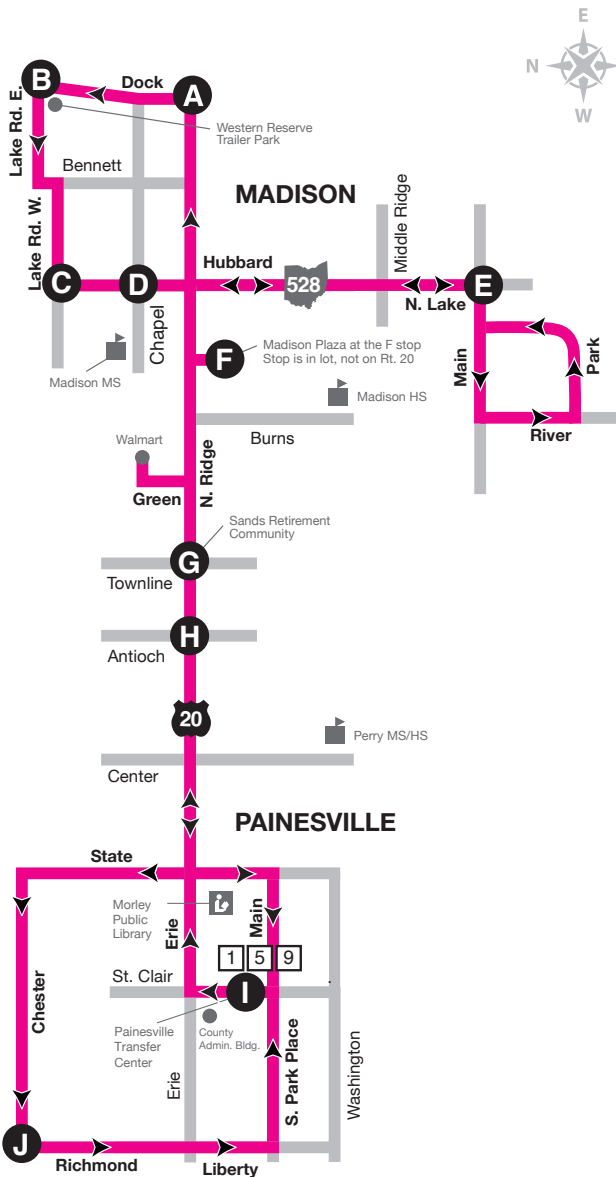 E
N
S
W
B
Dock
A
Lake Rd. E.
Western Reserve
Trailer Park
Bennett
MADISON
Lake Rd. W.
Middle Ridge
Hubbard
C
D
528
N. Lake
E
Chapel
Madison MS
F
Madison Plaza at the F stop
Stop is in lot, not on Rt. 20
Main
Park
Madison HS
River
Burns
Walmart
N. Ridge
Green
Sands Retirement
Community
G
Townline
H
Antioch
20
Perry MS/HS
Center
PAINESVILLE
State
Morley
Public
Library
Erie
Main
1 5 9
St. Clair
I
Chester
Painesville
Transfer
Center
County
Admin. Bldg.
Erie
S. Park Place
Washington
J
Richmond
Liberty